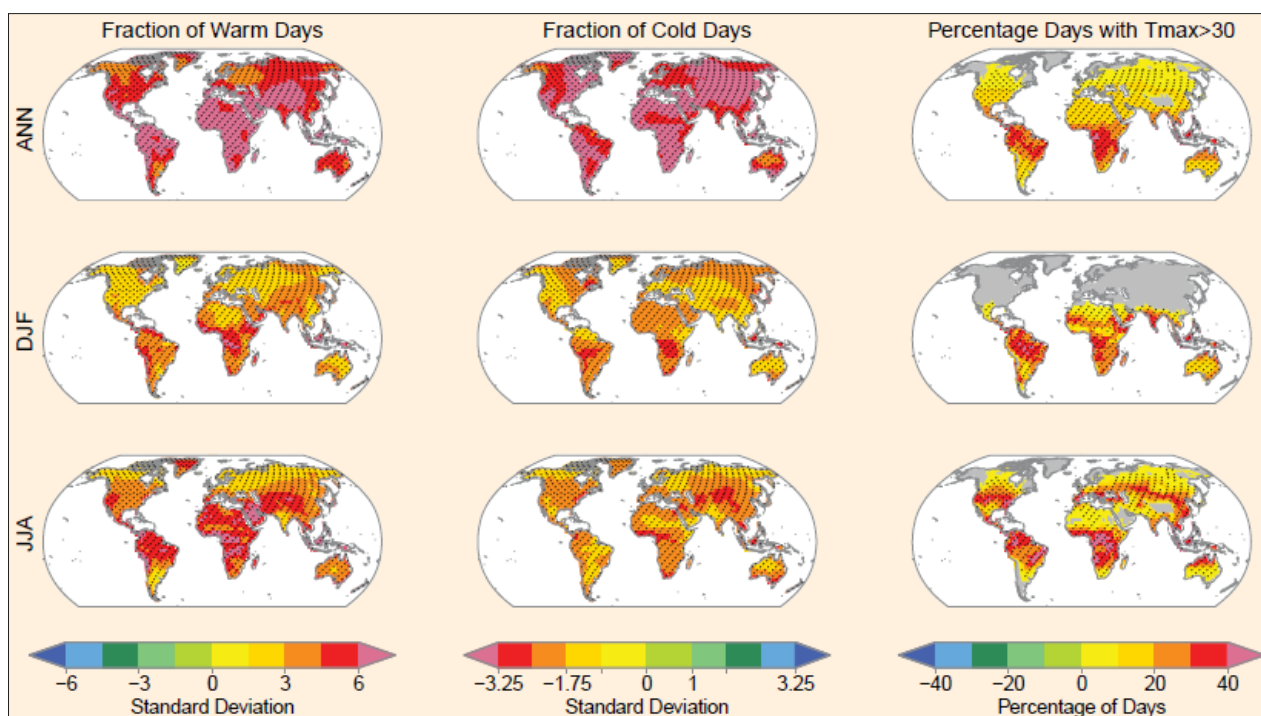 Fraction of Warm Days Fraction of Cold Days Percentage Days with Tmax>30
ANN
DJF
JJA
−6 −3 0 3 6 −3.25 −1.75 0 1 3.25 −40 −20 0 20 40
Standard Deviation Standard Deviation Percentage of Days